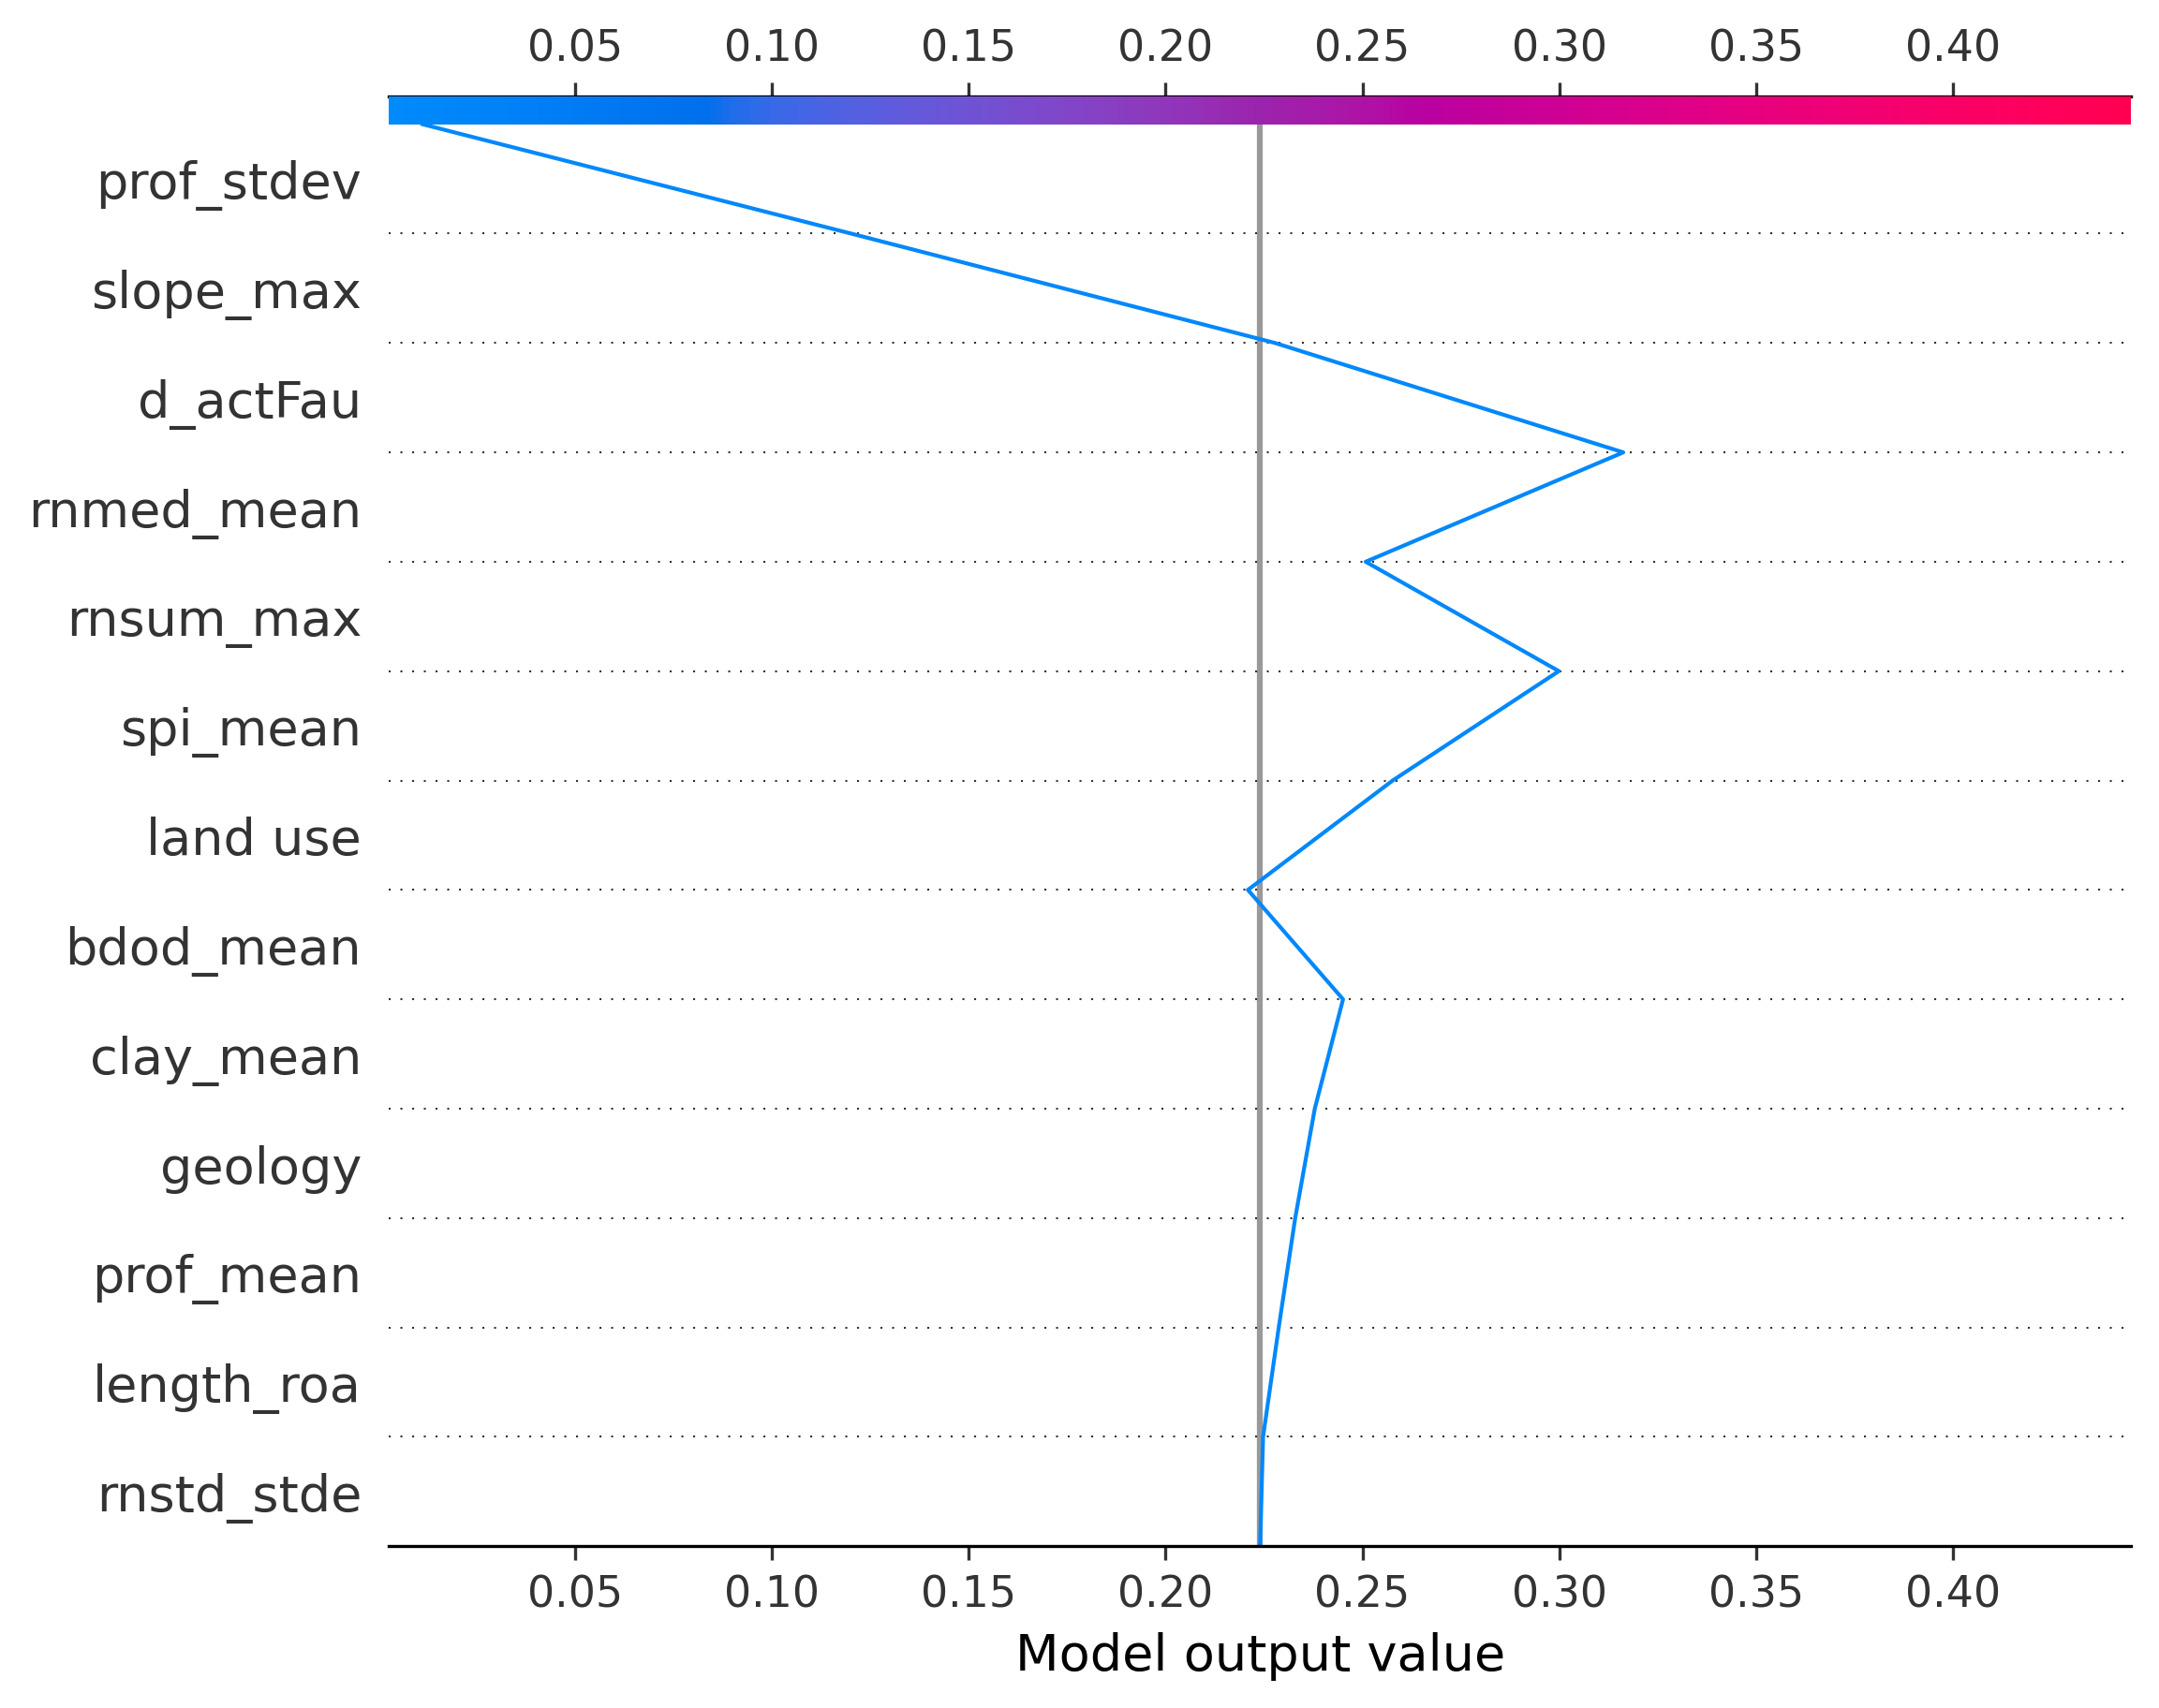 0.05 0.10 0.15 0.20 0.25 0.30 0.35 0.40
prof_stdev
slope_max
d_actFau
rnmed_mean
rnsum_max
spi_mean
land use
bdod_mean
clay_mean
geology
prof_mean
length_roa
rnstd_stde
0.05 0.10 0.15 0.20 0.25 0.30 0.35 0.40
Model output value